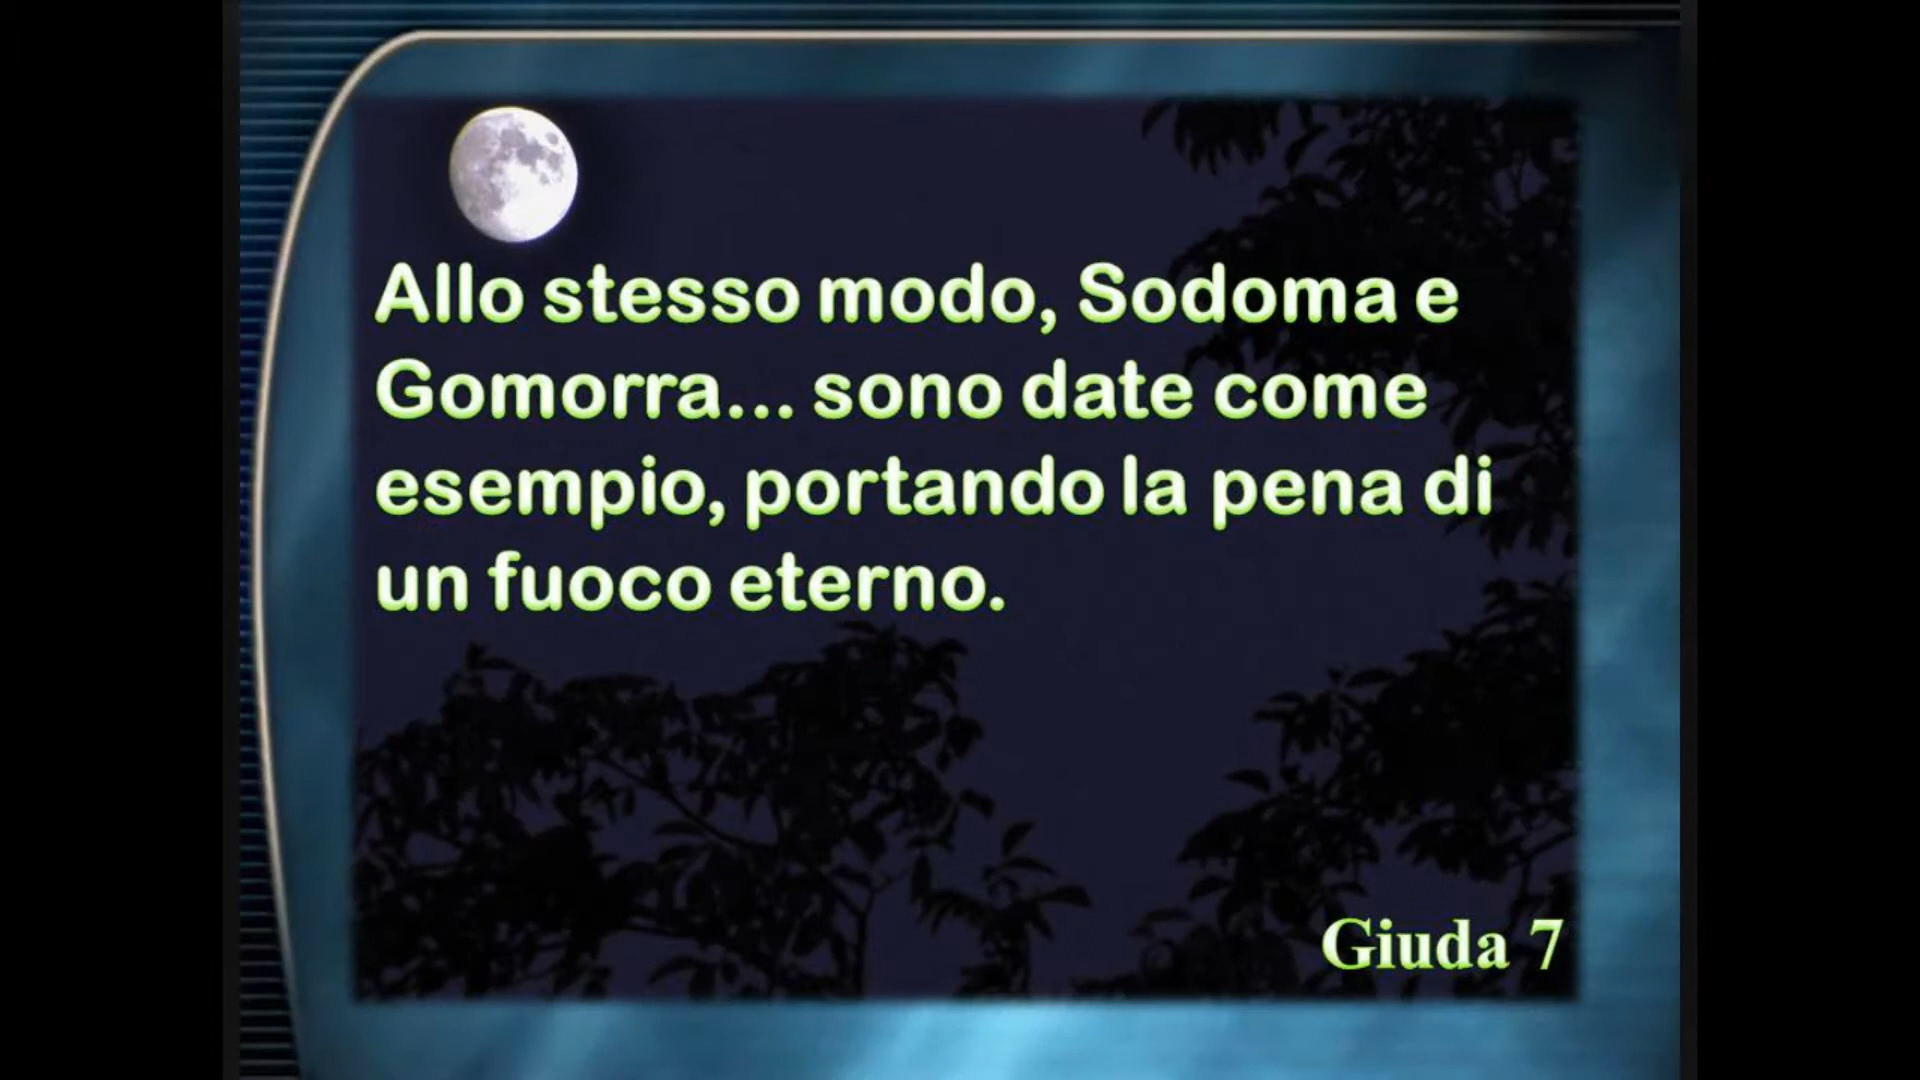 Allo stesso modo, Sodoma e
Gomorra... sono date come
esempio, portando la pena di
un fuoco eterno.
Giuda 7